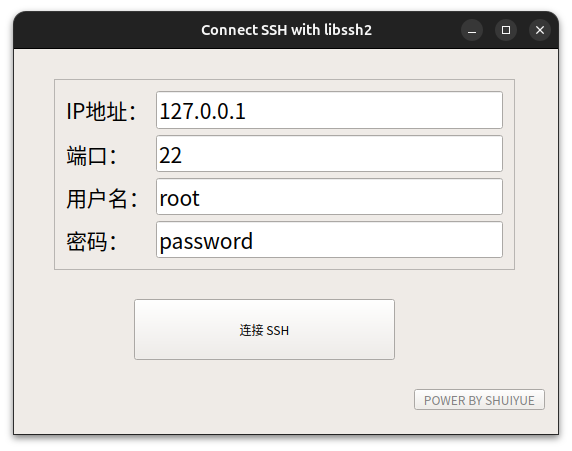 Connect SSH with libssh2
IP地址： 127.0.0.1
端口： 22
用户名： root
密码： password
连接 SSH
POWER BY SHUIYUE